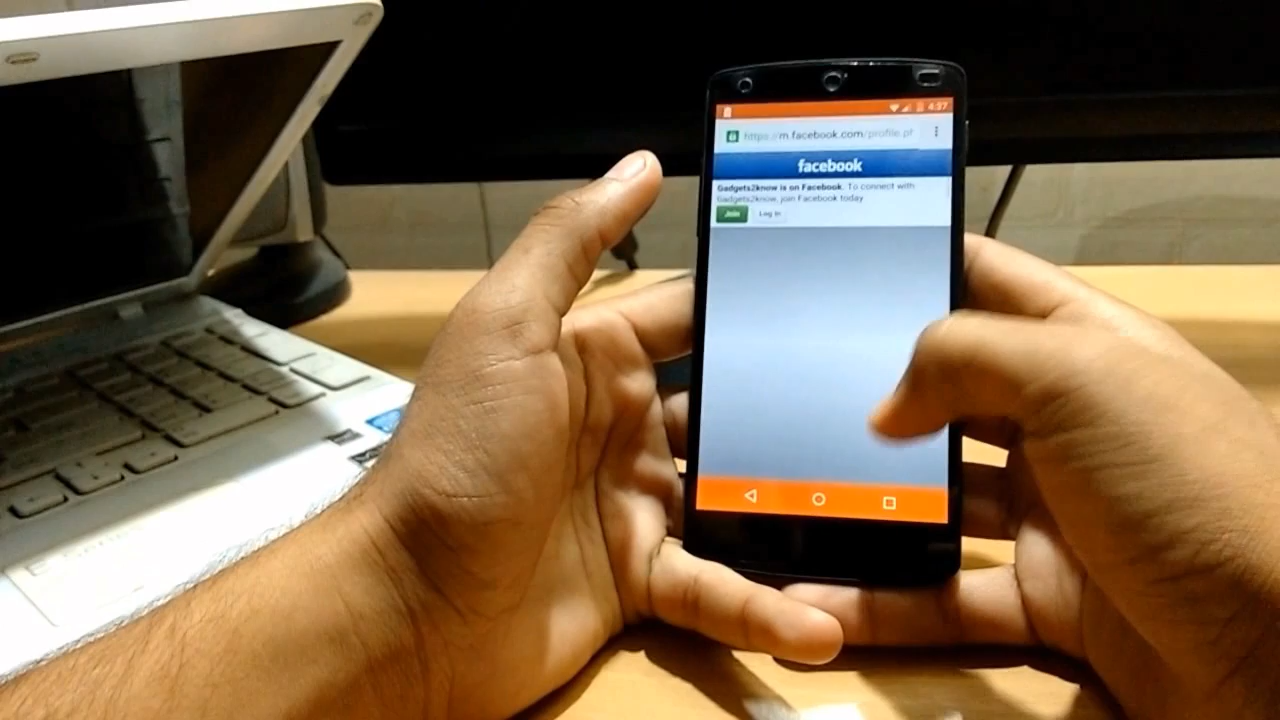 4:37
https://m.facebook.com/profile.ph
facebook
Gadgets2know is on Facebook. To connect with
Gadgets2know, join Facebook today
Join
Log In